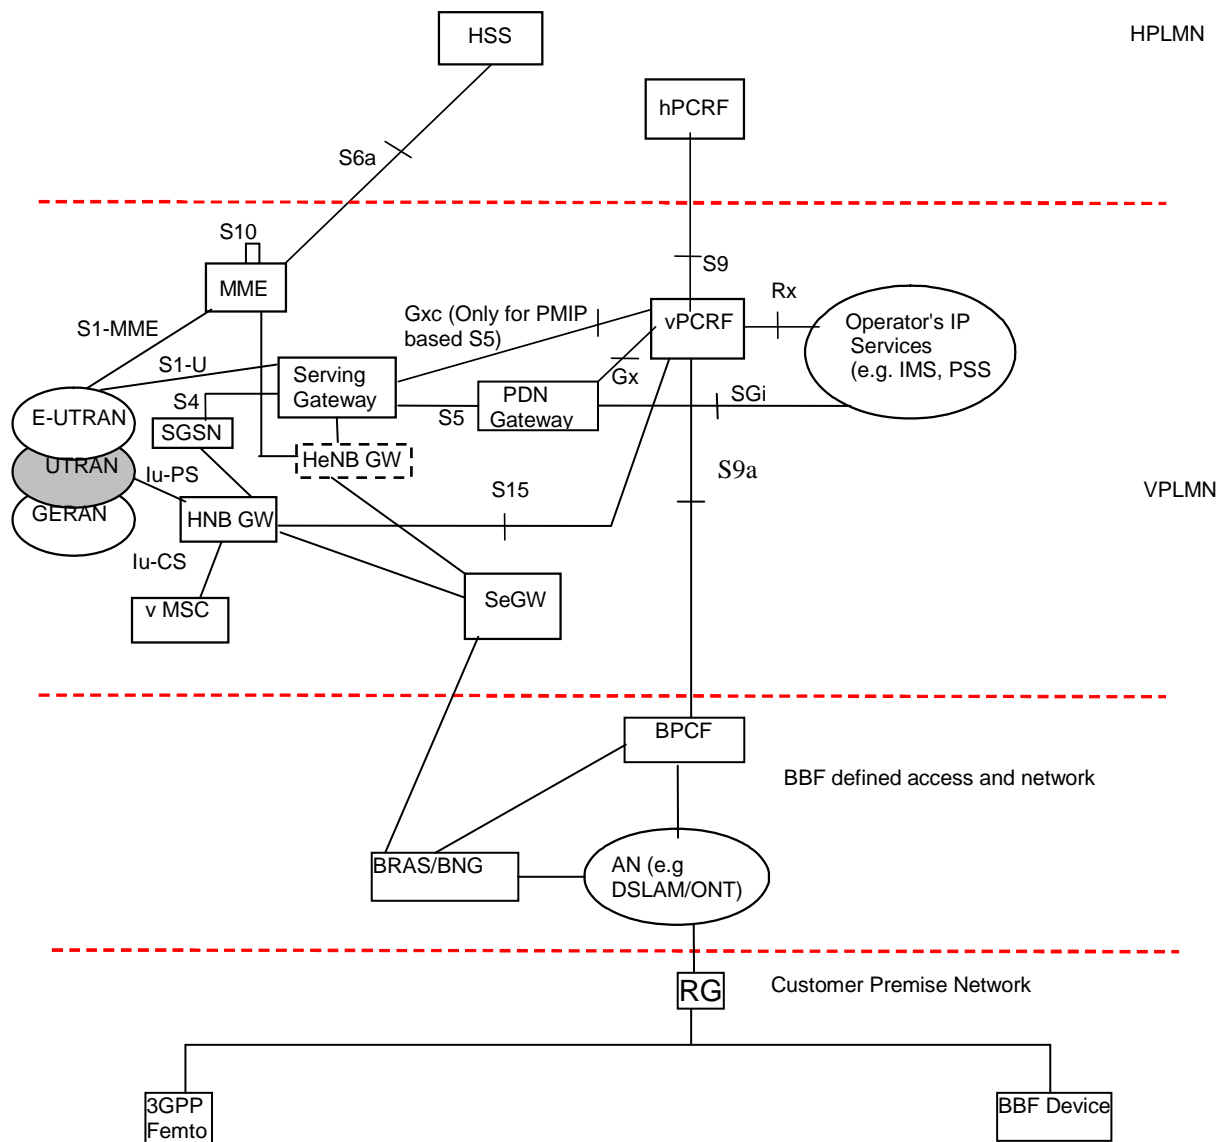 HSS
HPLMN
hPCRF
S6a
S10
MME
S9
Rx
Gxc (Only for PMIP
based S5)
vPCRF
Operator's IP
Services
(e.g. IMS, PSS
S1-MME
S1-U
Serving
Gateway
Gx
PDN
Gateway
S5
SGi
E-UTRAN
S4
SGSN
HeNB GW
UTRAN
Iu-PS
S9a
S15
VPLMN
GERAN
HNB GW
Iu-CS
v MSC
SeGW
BPCF
BBF defined access and network
BRAS/BNG
AN (e.g
DSLAM/ONT)
RG
Customer Premise Network
3GPP
Femto
BBF Device